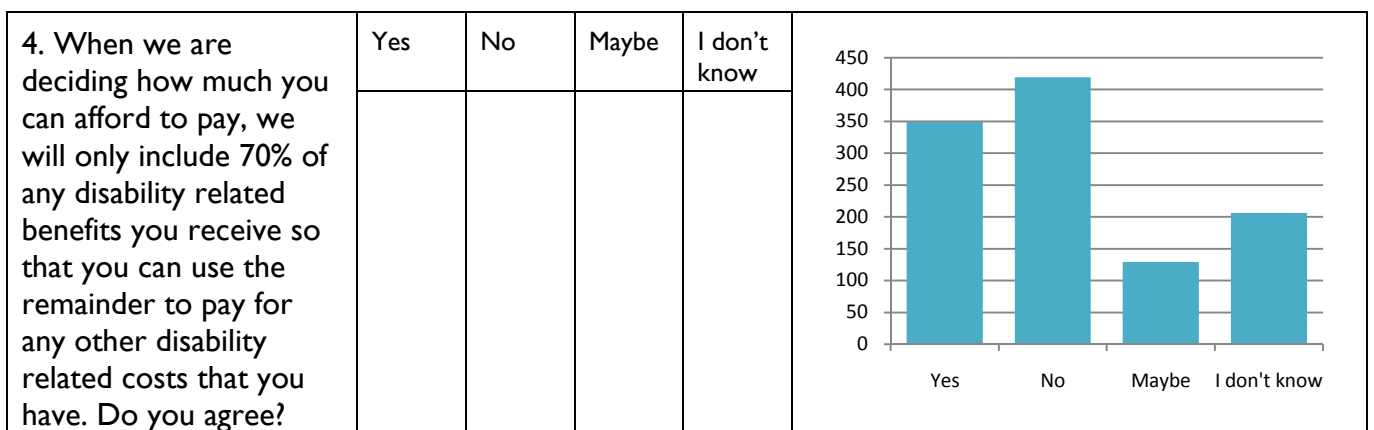 4. When we are
deciding how much you
can afford to pay, we
will only include 70% of
any disability related
benefits you receive so
that you can use the
remainder to pay for
any other disability
related costs that you
have. Do you agree?
Yes
No
Maybe
I don’t
know
450
400
350
300
250
200
150
100
50
0
Yes No Maybe I don't know